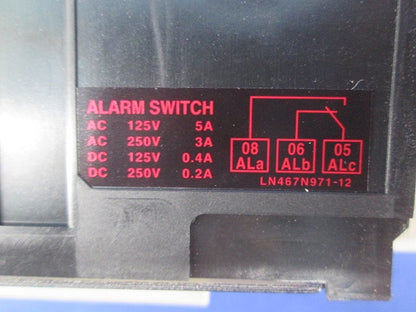 ALARM SWITCH
AC 125V 5A
AC 250V 3A
DC 125V 0.4A
DC 250V 0.2A
08 06 05
ALa ALb ALc
LN467N971-12